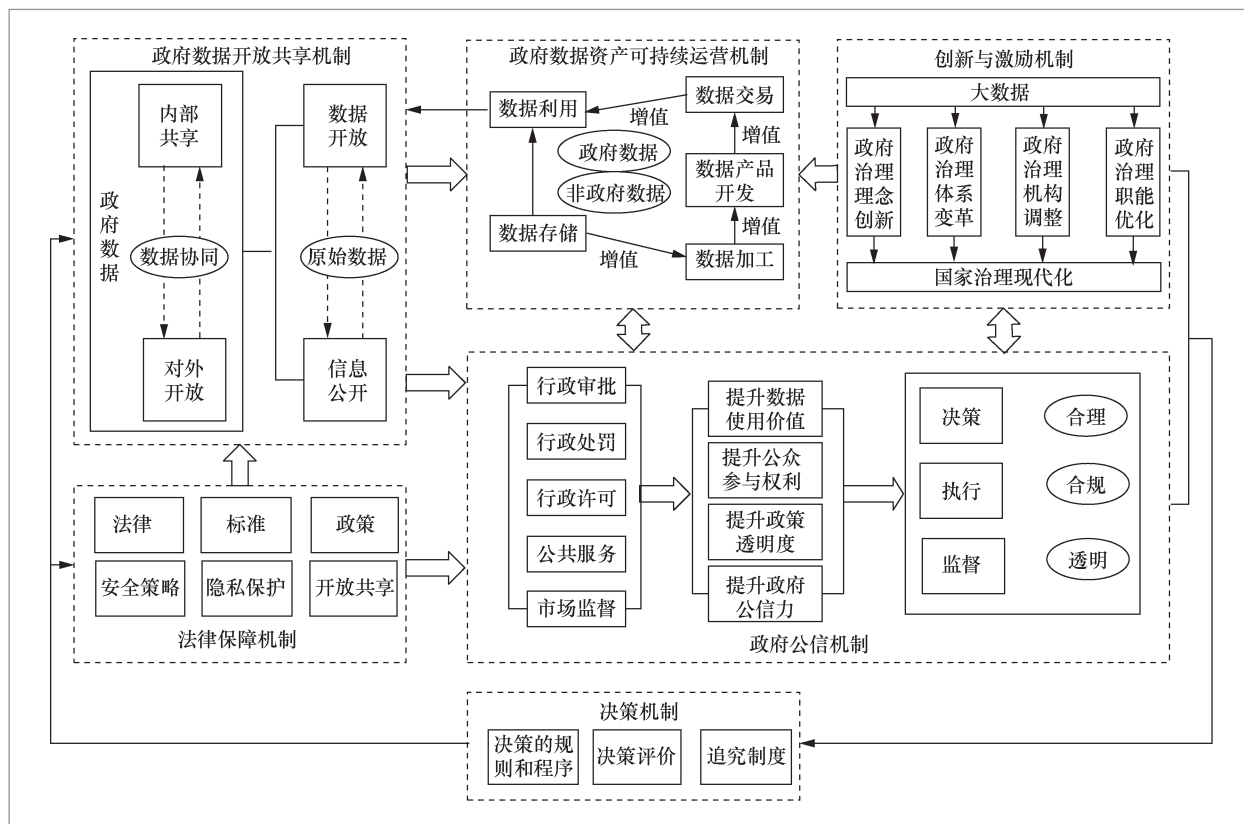 政府数据开放共享机制
内部
共享
数据
开放
政府数据
数据协同
原始数据
对外
开放
信息
公开
政府数据资产可持续运营机制
数据利用
数据交易
增值
增值
政府数据
非政府数据
数据产品
开发
数据存储
增值
增值
数据加工
创新与激励机制
大数据
政府
治理
理念
创新
政府
治理
体系
变革
政府
治理
机构
调整
政府
治理
职能
优化
国家治理现代化
法律
标准
政策
安全策略
隐私保护
开放共享
法律保障机制
行政审批
行政处罚
行政许可
公共服务
市场监督
提升数据
使用价值
提升公众
参与权利
提升政策
透明度
提升政府
公信力
决策
合理
执行
合规
监督
透明
政府公信机制
决策机制
决策的规
则和程序
决策评价
追究制度